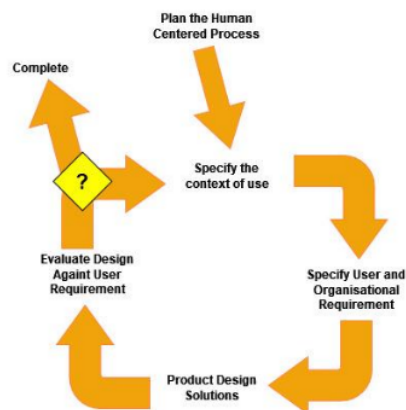 Plan the Human
Centered Process
Complete
?
Specify the
context of use
Evaluate Design
Againt User
Requirement
Specify User and
Organisational
Requirement
Product Design
Solutions